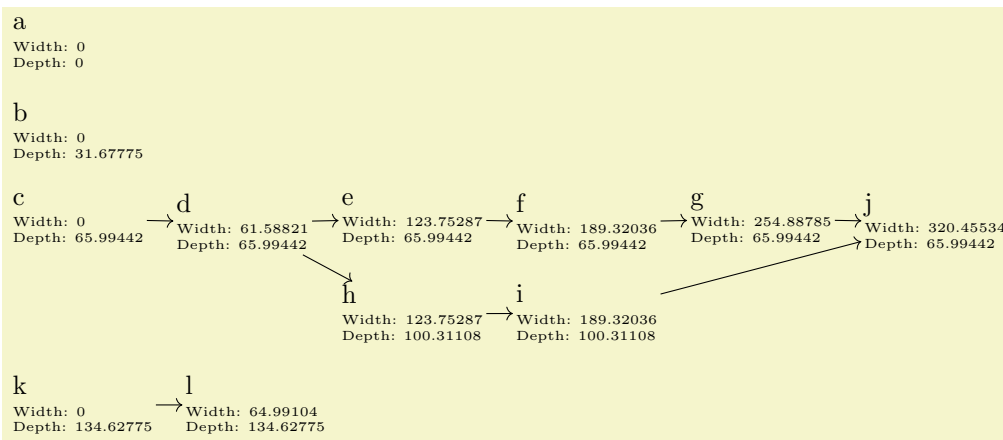 a
Width: 0
Depth: 0
b
Width: 0
Depth: 31.67775
c
Width: 0
Depth: 65.99442
d
Width: 61.58821
Depth: 65.99442
e
Width: 123.75287
Depth: 65.99442
f
Width: 189.32036
Depth: 65.99442
g
Width: 254.88785
Depth: 65.99442
j
Width: 320.45534
Depth: 65.99442
h
Width: 123.75287
Depth: 100.31108
i
Width: 189.32036
Depth: 100.31108
k
Width: 0
Depth: 134.62775
l
Width: 64.99104
Depth: 134.62775